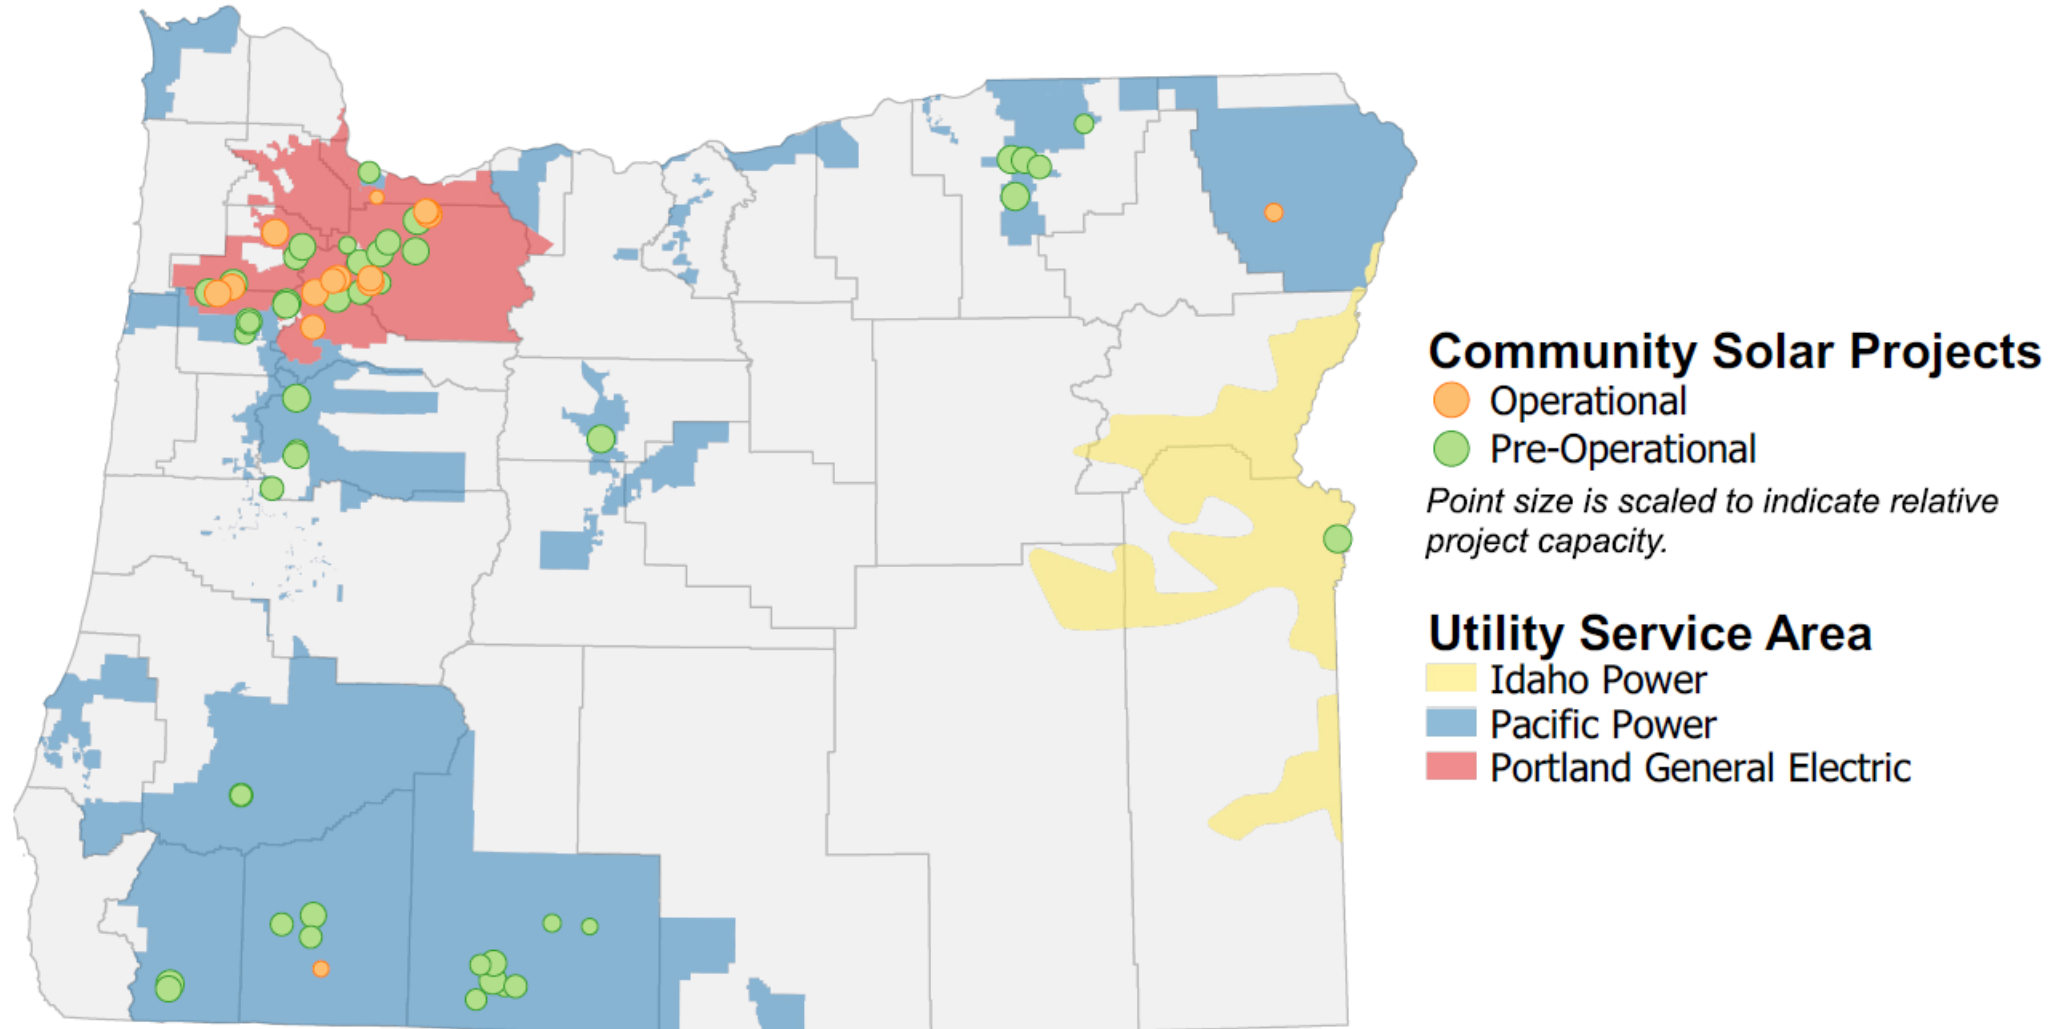 Community Solar Projects
Operational
Pre-Operational
Point size is scaled to indicate relative
project capacity.
Utility Service Area
Idaho Power
Pacific Power
Portland General Electric